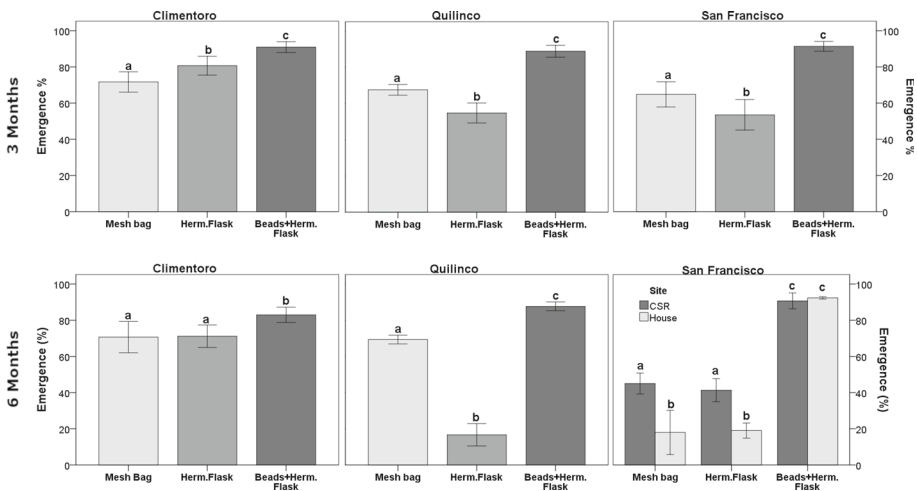 Climentoro
Quilinco
San Francisco
3 Months
Emergence %
100
80
60
40
20
0
a
b
c
a
b
c
a
b
c
100
80
60
40
20
0
Emergence %
Mesh bag
Herm.Flask
Beads+Herm.
Flask
Mesh bag
Herm.Flask
Beads+Herm.
Flask
Mesh bag
Herm.Flask
Beads+Herm.
Flask
Climentoro
Quilinco
San Francisco
6 Months
Emergence (%)
100
80
60
40
20
0
a
a
b
a
b
c
Site
CSR
House
a
b
a
b
c
c
100
80
60
40
20
0
Emergence (%)
Mesh Bag
Herm.Flask
Beads+Herm.
Flask
Mesh Bag
Herm.Flask
Beads+Herm.
Flask
Mesh Bag
Herm.Flask
Beads+Herm.
Flask